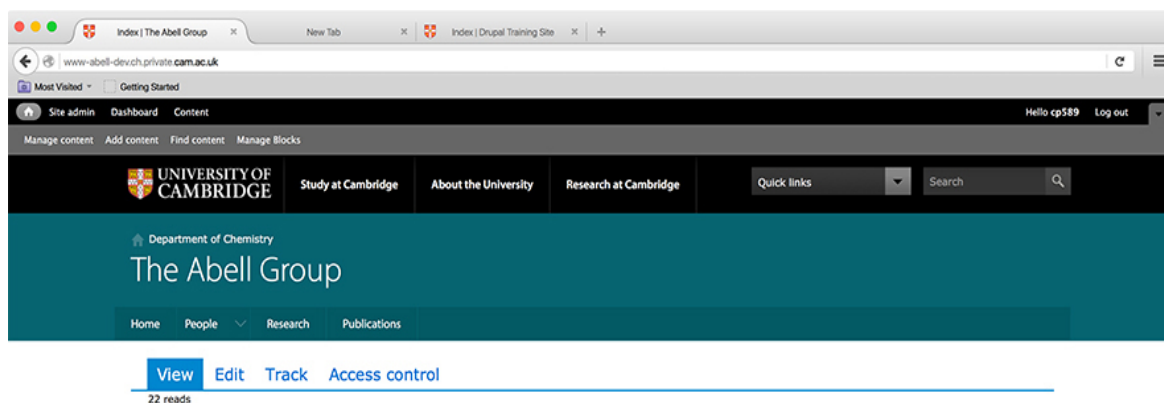 Index | The Abell Group × New Tab × Index | Drupal Training Site × +
www-abell-dev.ch.private.cam.ac.uk
Most Visited Getting Started
Site admin Dashboard Content Hello cp589 Log out
Manage content Add content Find content Manage Blocks
UNIVERSITY OF
CAMBRIDGE Study at Cambridge About the University Research at Cambridge Quick links Search
Department of Chemistry
The Abell Group
Home People Research Publications
View Edit Track Access control
22 reads